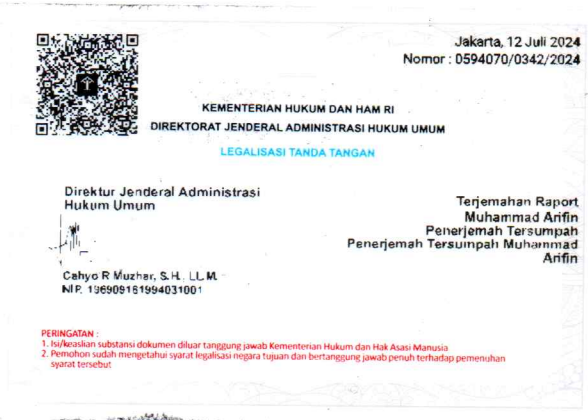 Jakarta, 12 Juli 2024
Nomor : 0594070/0342/2024
KEMENTERIAN HUKUM DAN HAM RI
DIREKTORAT JENDERAL ADMINISTRASI HUKUM UMUM
LEGALISASI TANDA TANGAN
Direktur Jenderal Administrasi
Hukum Umum
Cahyo R Muzhar, S.H., LL.M.
NIP. 196909181994031001
Terjemahan Raport
Muhammad Arifin
Penerjemah Tersumpah
Penerjemah Tersumpah Muhammad
Arifin
PERINGATAN :
1. Isi/keaslian substansi dokumen diluar tanggung jawab Kementerian Hukum dan Hak Asasi Manusia
2. Pemohon sudah mengetahui syarat legalisasi negara tujuan dan bertanggung jawab penuh terhadap pemenuhan
syarat tersebut